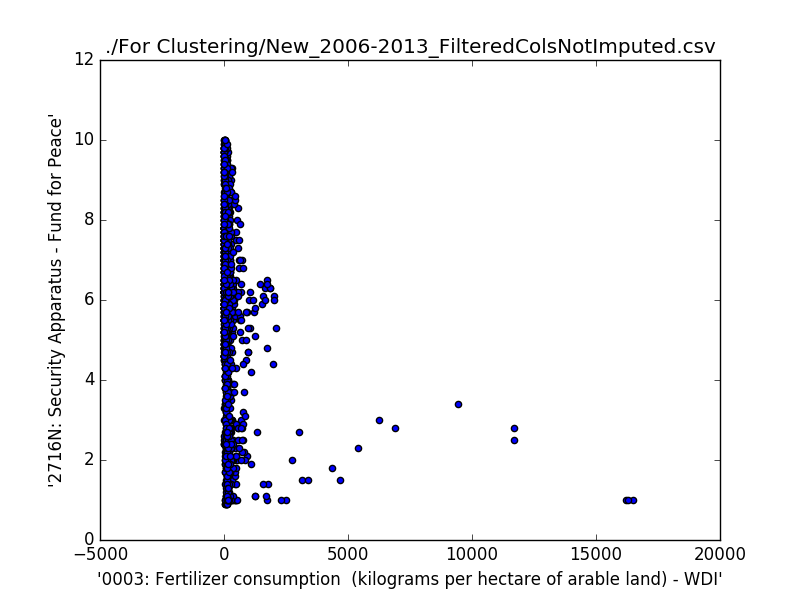 ./For Clustering/New_2006-2013_FilteredColsNotImputed.csv
12
10
8
6
4
2
0
'2716N: Security Apparatus - Fund for Peace'
−5000 0 5000 10000 15000 20000
'0003: Fertilizer consumption  (kilograms per hectare of arable land) - WDI'